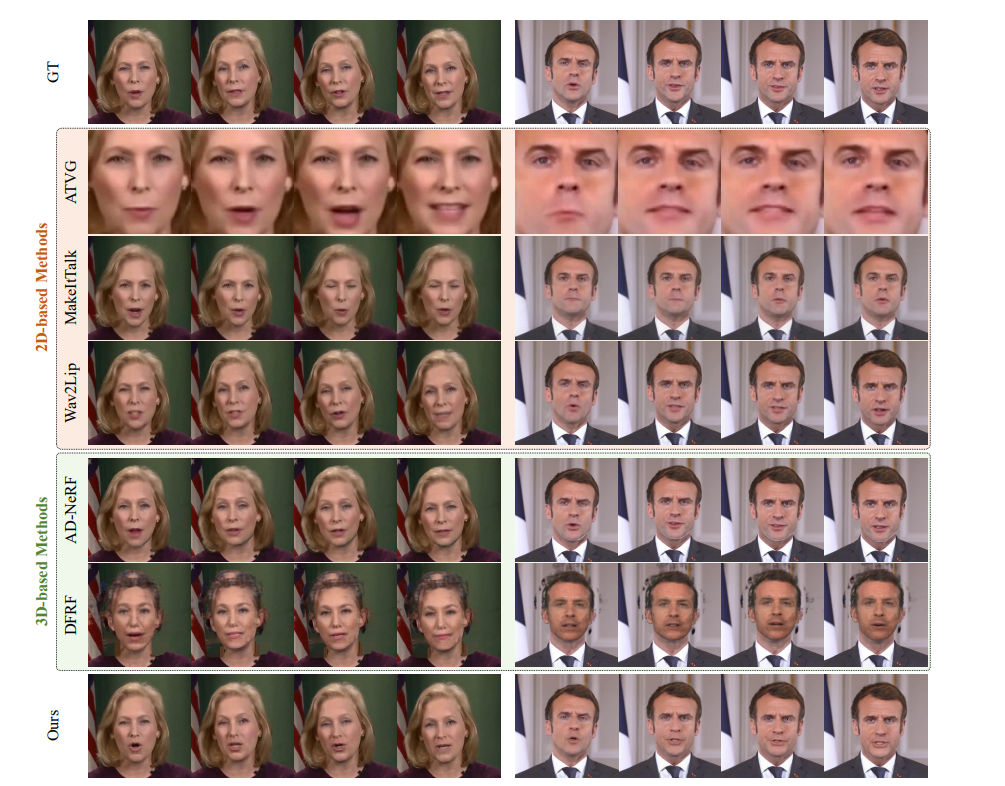 GT
2D-based Methods
ATVG
MakeItTalk
Wav2Lip
3D-based Methods
AD-NeRF
DFRF
Ours